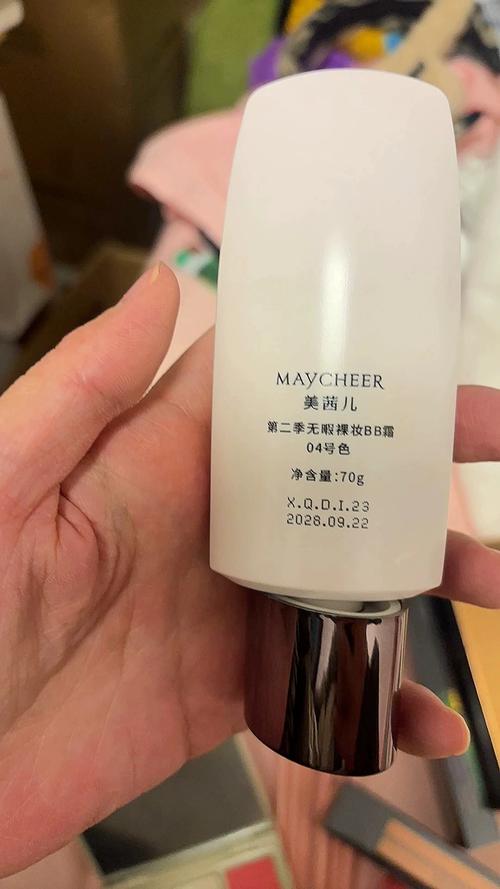 MAYCHEER
美茜儿
第二季无暇裸妆BB霜
04号色
净含量:70g
X.Q.D.I.23
2028.09.22